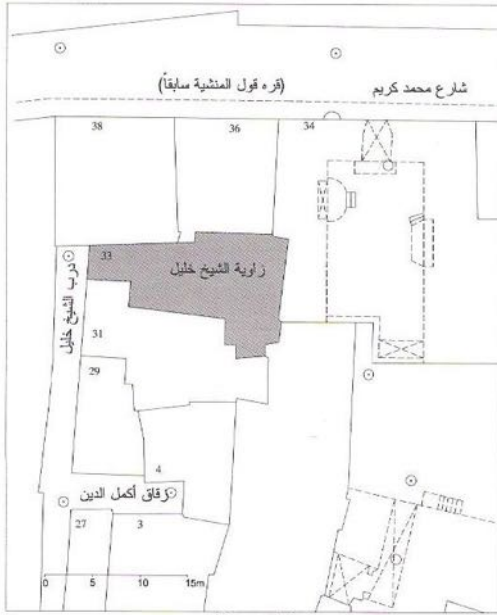 شارع محمد كريم
(قره قول المنشية سابقاً)
38
36
34
33
زاوية الشيخ خليل
درب الشيخ خليل
31
29
4
زقاق أكمل الدين
27
3
0 5 10 15m